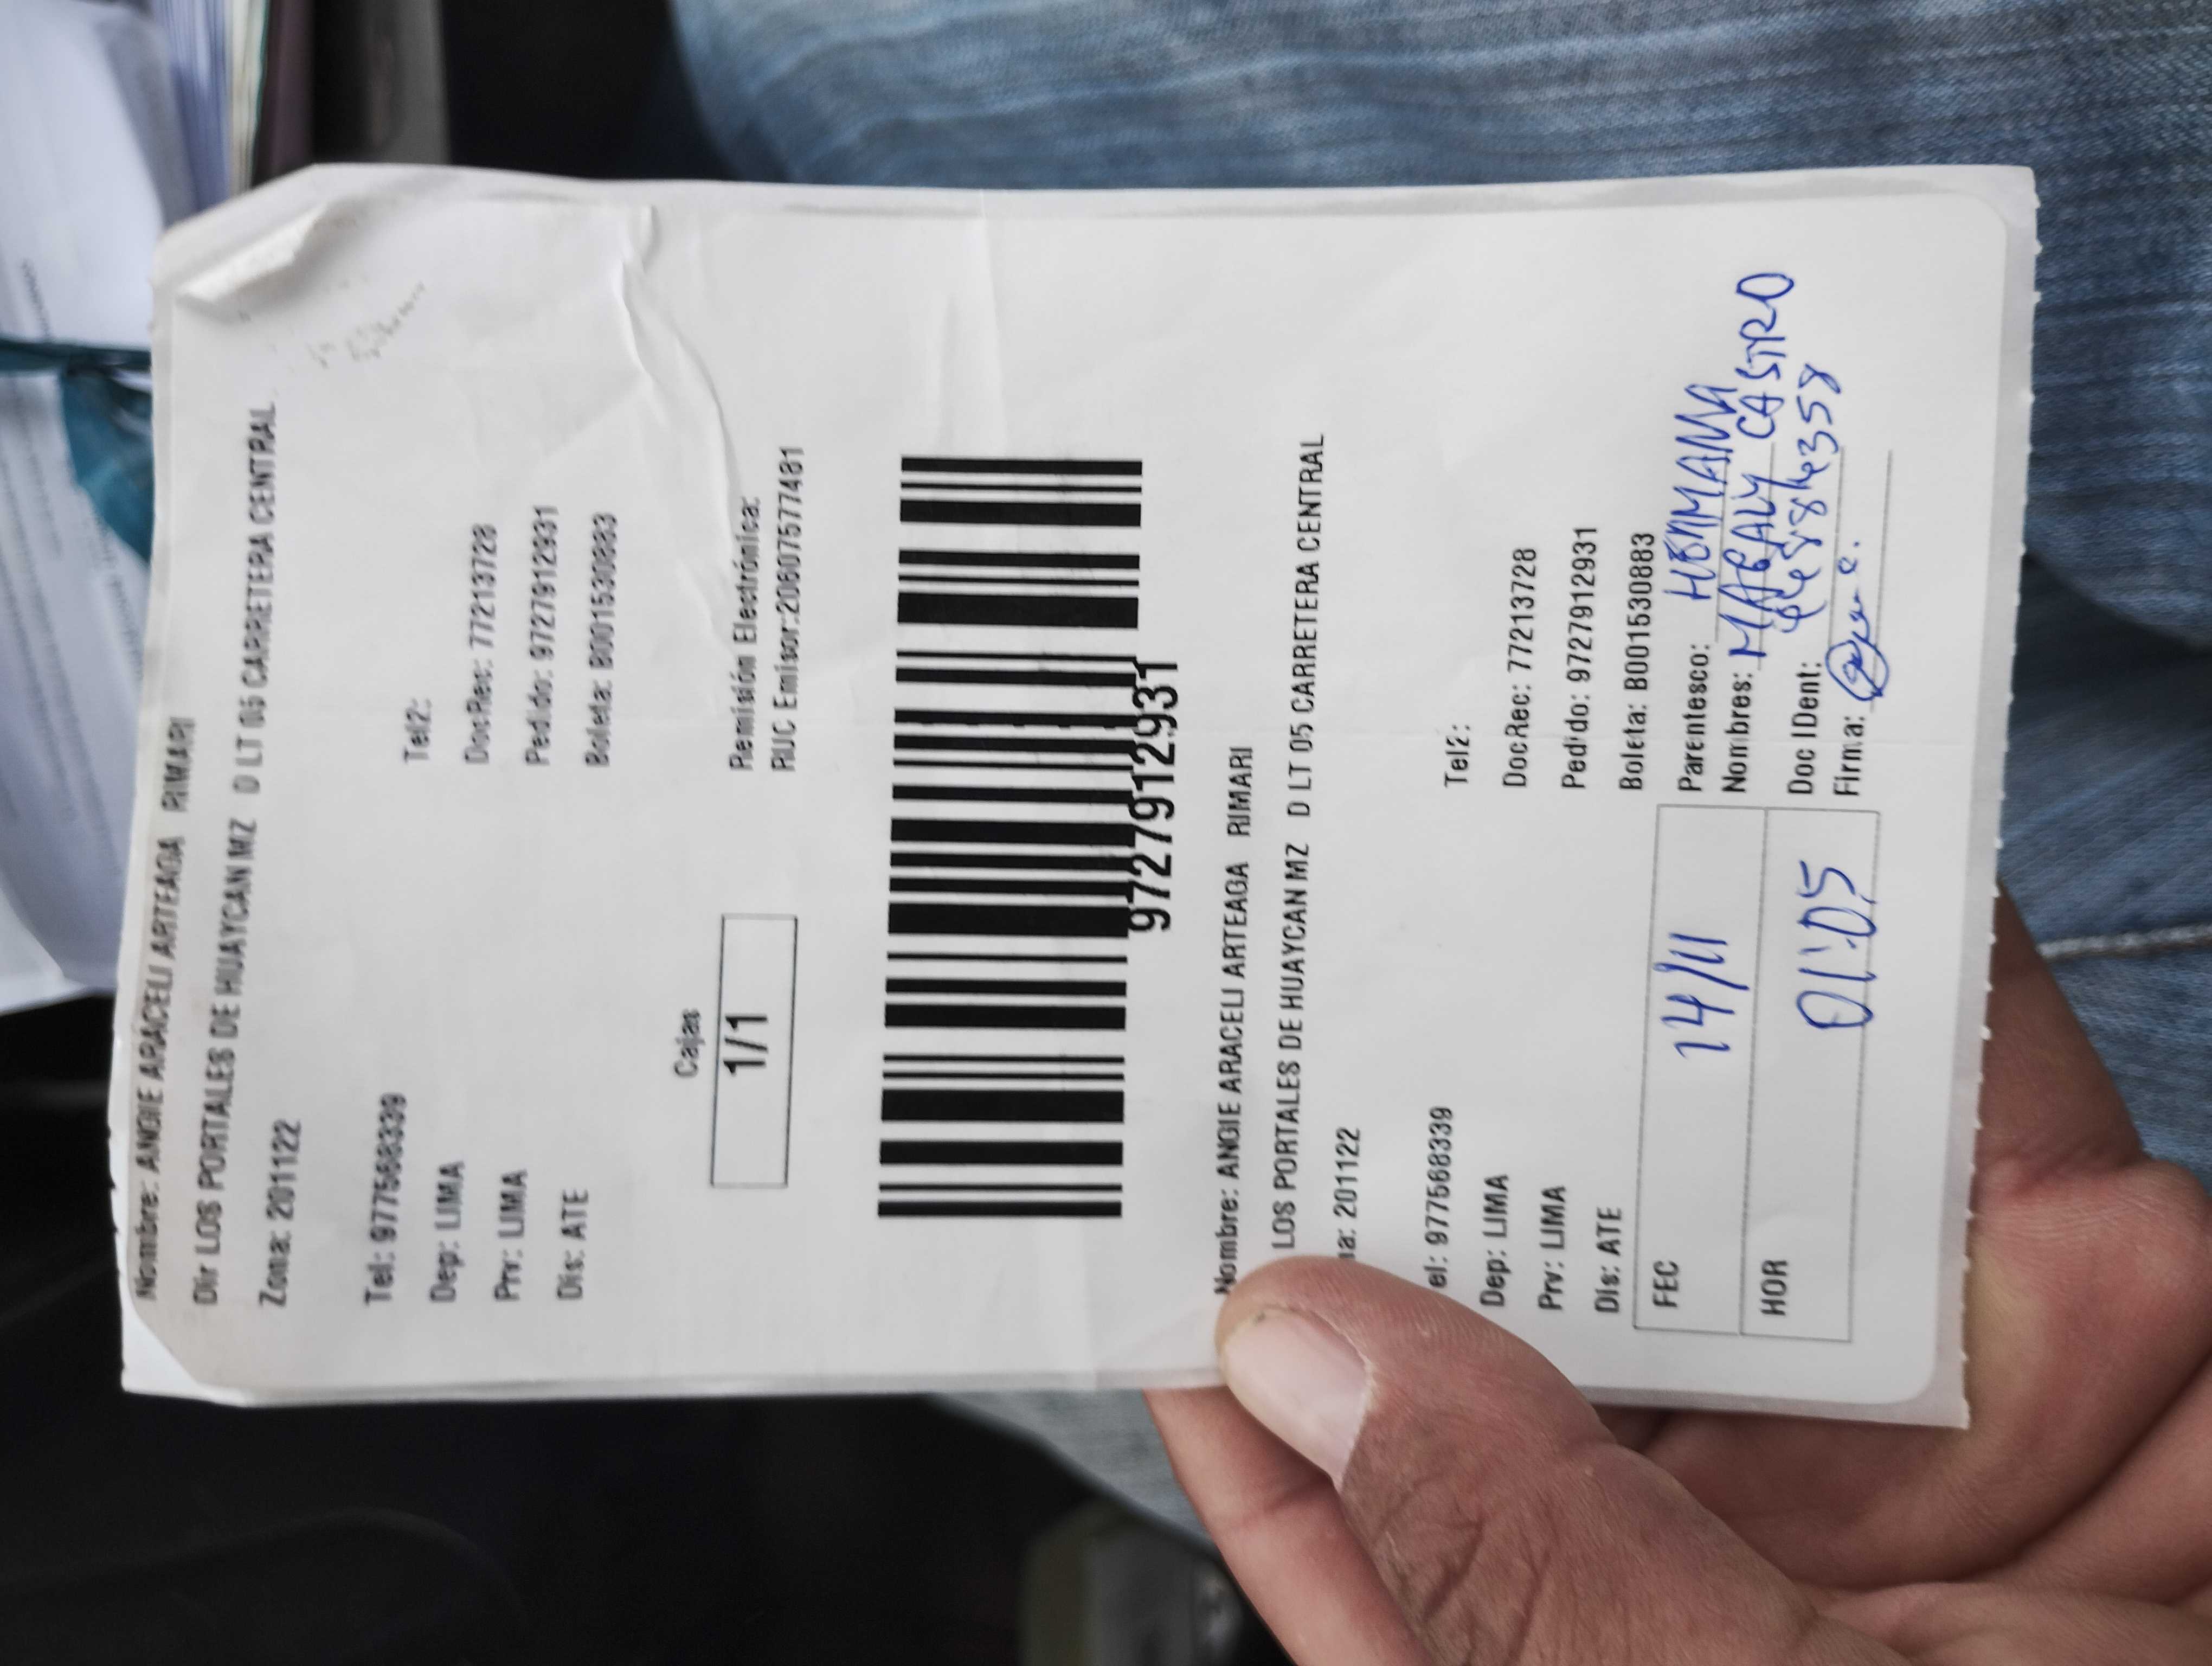 Nombre: ANGIE ARACELI ARTEAGA RIMARI
Dir LOS PORTALES DE HUAYCAN MZ D LT 05 CARRETERA CENTRAL
Zona: 201122
Tel: 977568339 Tel2:
Dep: LIMA DocRec: 77213728
Prv: LIMA Pedido: 9727912931
Dis: ATE Boleta: B001530883
Cajas
1/1
Remisión Electrónica:
RUC Emisor:20607577481
9727912931
Nombre: ANGIE ARACELI ARTEAGA RIMARI
LOS PORTALES DE HUAYCAN MZ D LT 05 CARRETERA CENTRAL
na: 201122
el: 977568339 Tel2:
Dep: LIMA DocRec: 77213728
Prv: LIMA Pedido: 9727912931
Dis: ATE Boleta: B001530883
FEC 14/11 Parentesco: HERMANA
Nombres: MAGALY CASTRO
HOR 01:05 Doc IDent:
Firma: